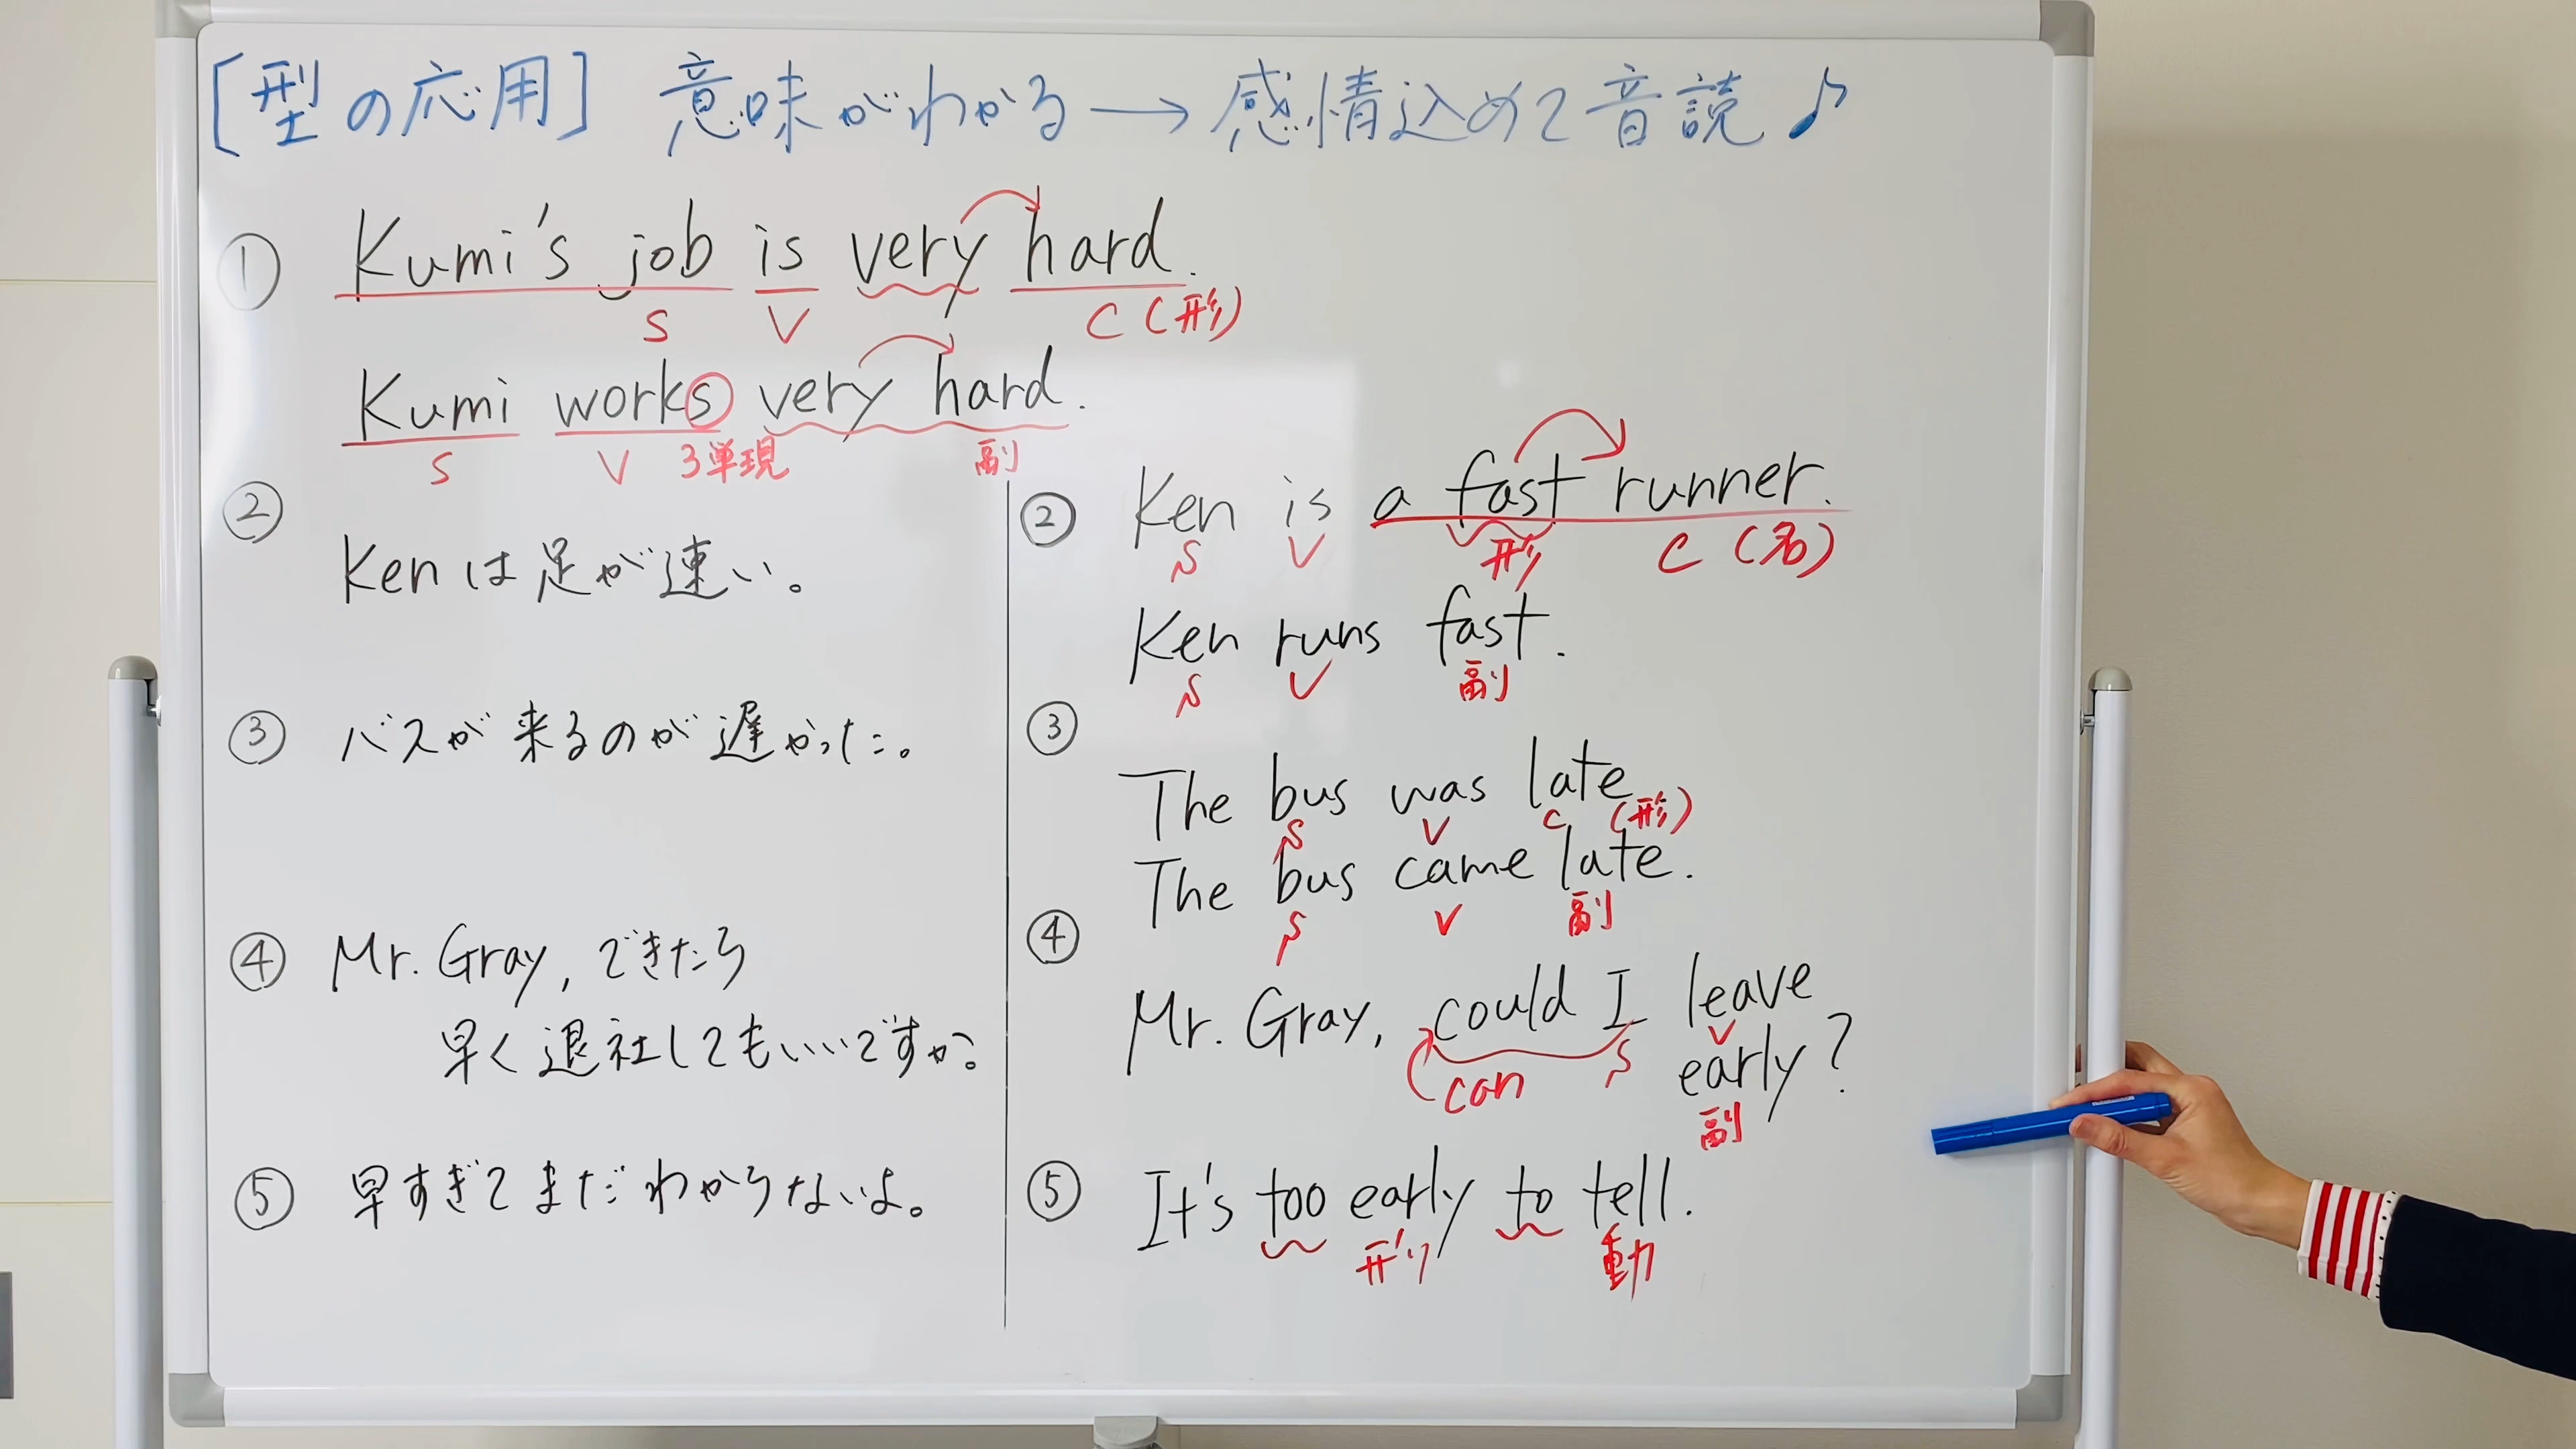 [型の応用] 意味がわかる→感情込めて音読♪
① Kumi's job is very hard.
S V C (形)
Kumi works very hard.
S V 3単現 副
②
Kenは足が速い。
③ バスが来るのが遅かった。
④ Mr. Gray, できたら
早く退社してもいいですか?
⑤ 早すぎてまだわからないよ。
② Ken is a fast runner.
S V 形 C (名)
Ken runs fast.
S V 副
③
The bus was late
S V C (形)
The bus came late.
S V 副
④
Mr. Gray, could I leave
can S V
early?
副
⑤ It's too early to tell.
形 動